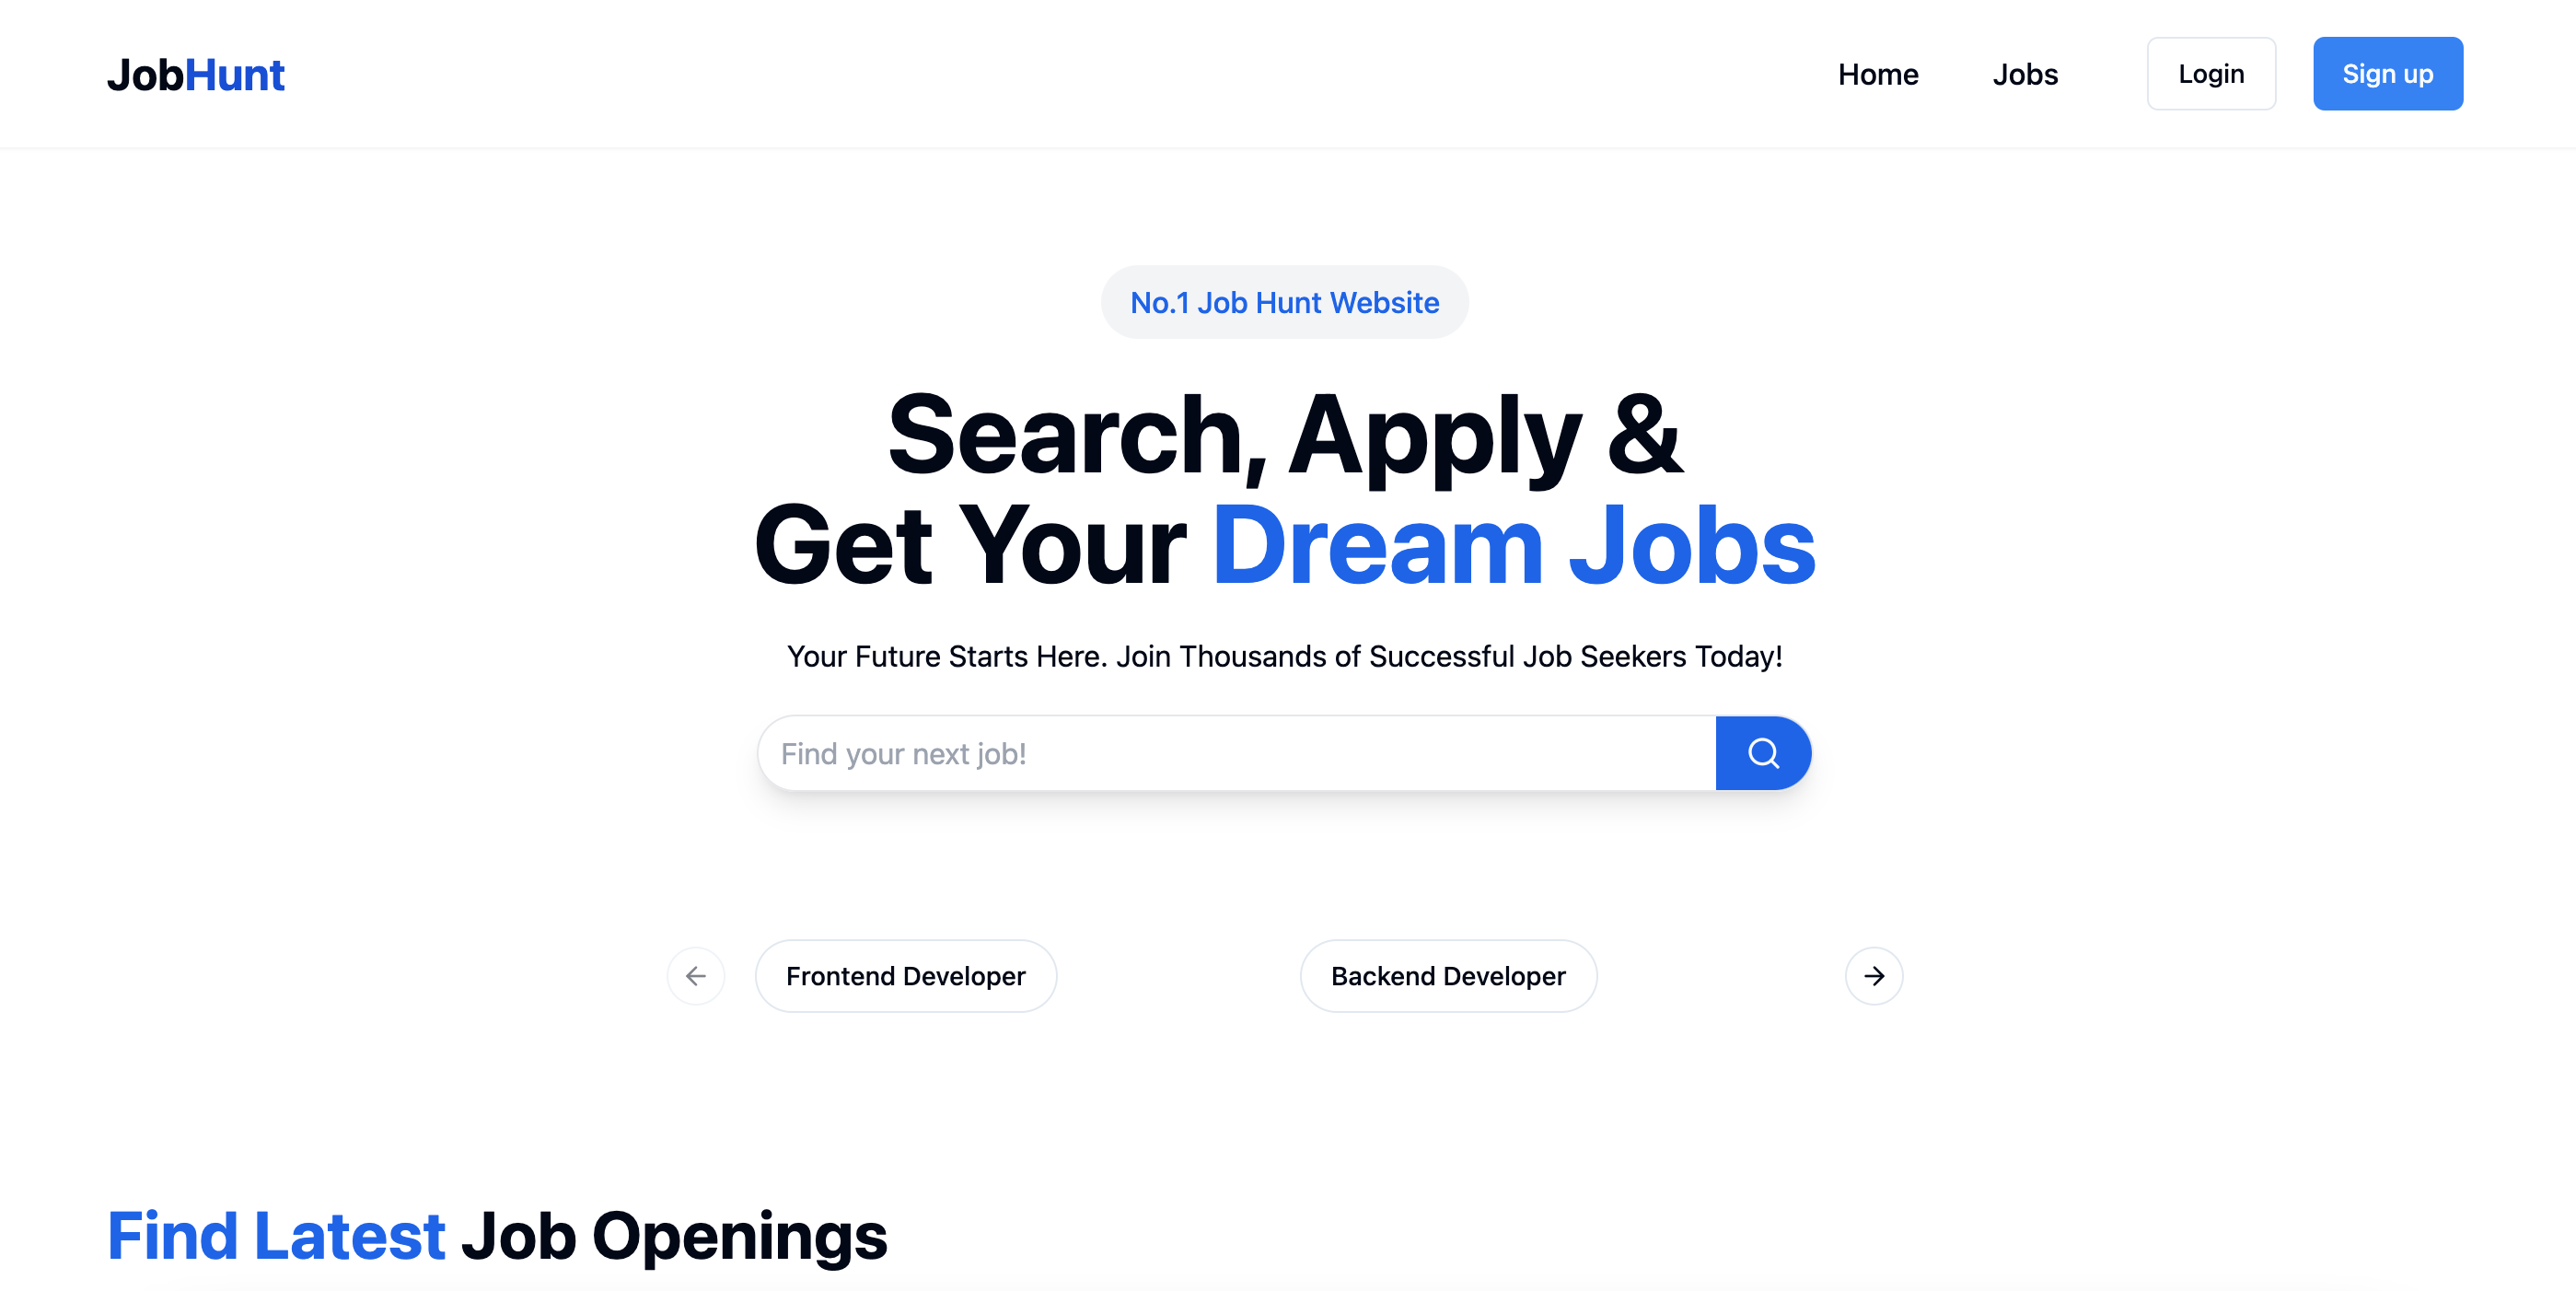 JobHunt
Home
Jobs
Login
Sign up
No.1 Job Hunt Website
Search, Apply &
Get Your Dream Jobs
Your Future Starts Here. Join Thousands of Successful Job Seekers Today!
Find your next job!
Frontend Developer
Backend Developer
Find Latest Job Openings